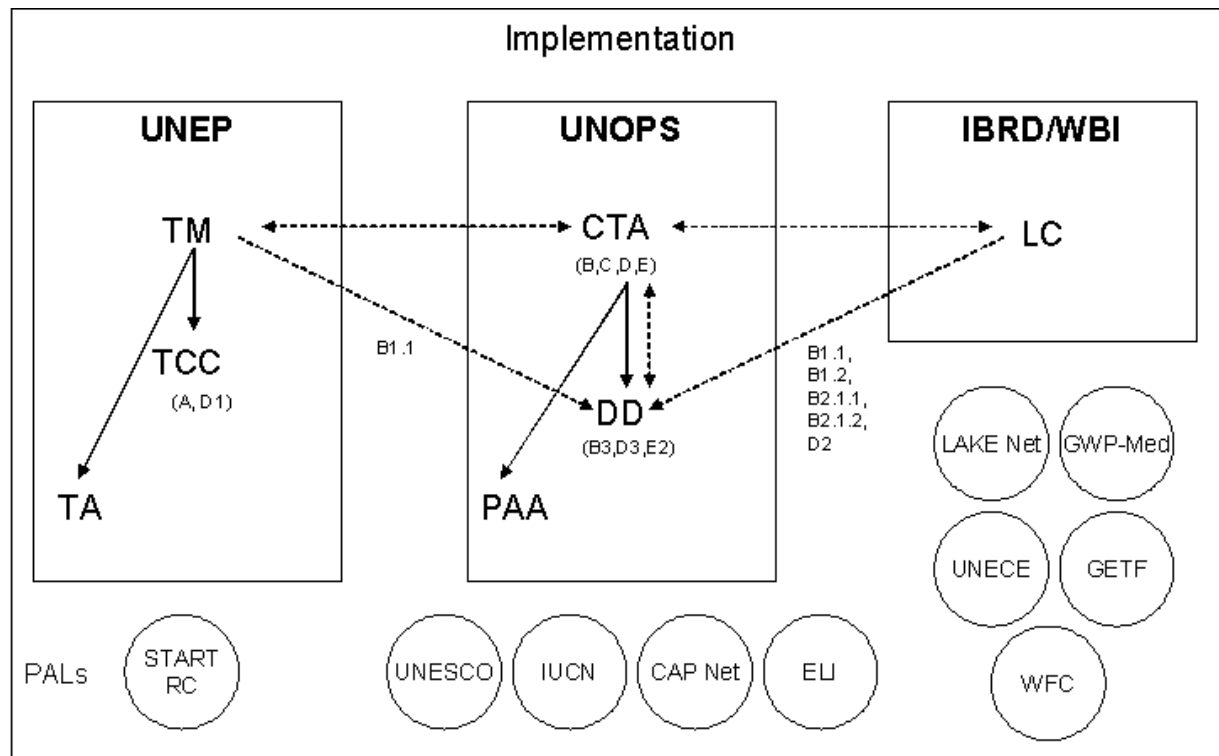 Implementation
UNEP
TM
TCC
(A, D1)
TA
B1.1
UNOPS
CTA
(B,C,D,E)
DD
(B3,D3,E2)
PAA
IBRD/WBI
LC
B1.1,
B1.2,
B2.1.1,
B2.1.2,
D2
LAKE Net
GWP-Med
UNECE
GETF
WFC
PALs
START
RC
UNESCO
IUCN
CAP Net
ELI